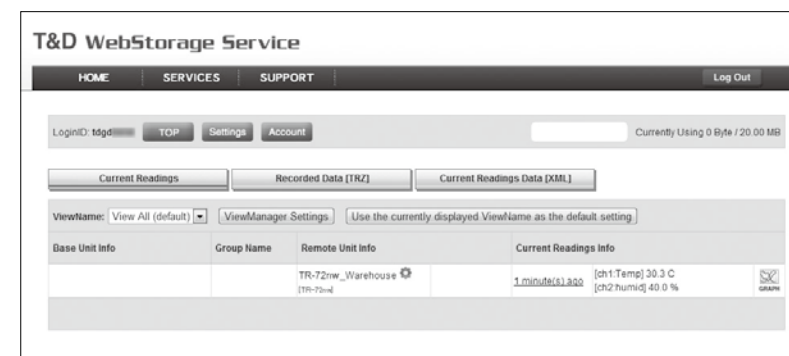 T&D WebStorage Service
HOME SERVICES SUPPORT Log Out
LoginID: tdgd TOP Settings Account Currently Using 0 Byte / 20.00 MB
Current Readings Recorded Data [TRZ] Current Readings Data [XML]
ViewName: View All (default) ViewManager Settings Use the currently displayed ViewName as the default setting
Base Unit Info Group Name Remote Unit Info Current Readings Info
TR-72nw_Warehouse 1 minute(s) ago [ch1:Temp] 30.3 C
[TR-72nw] [ch2:humid] 40.0 % GRAPH